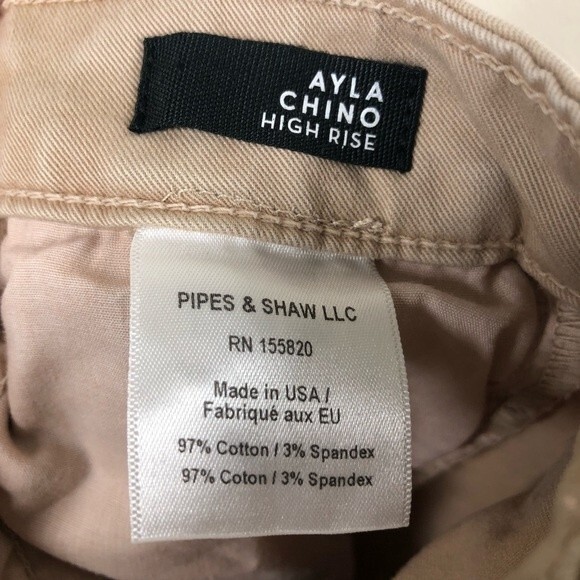 AYLA
CHINO
HIGH RISE
PIPES & SHAW LLC
RN 155820
Made in USA /
Fabriqué aux EU
97% Cotton / 3% Spandex
97% Coton / 3% Spandex